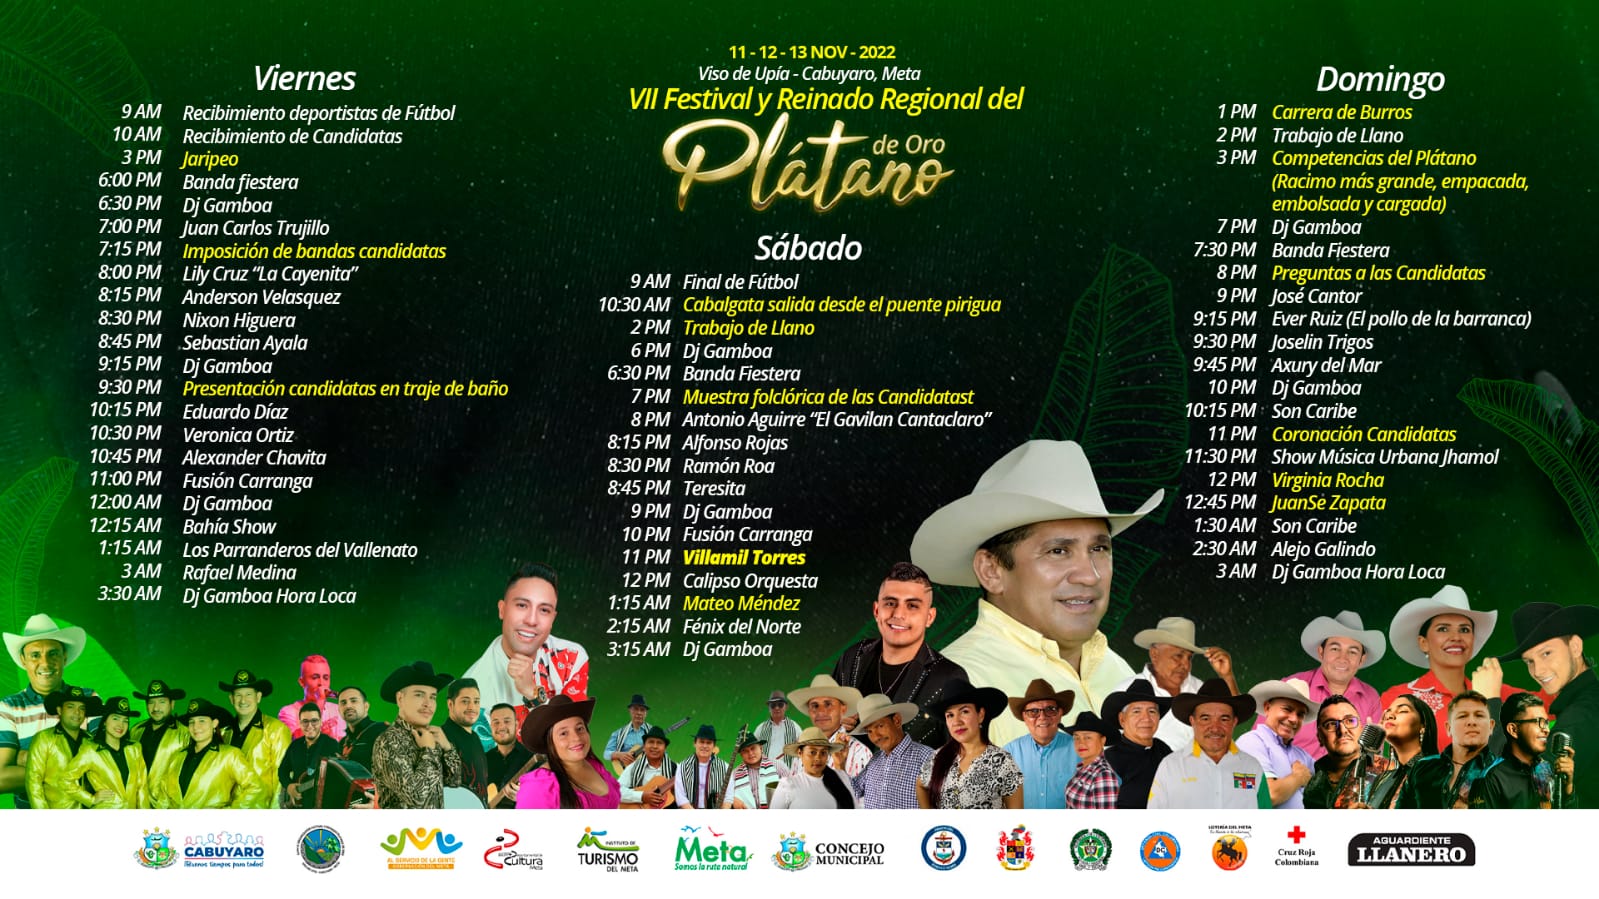 11 - 12 - 13 NOV - 2022
Viso de Upía - Cabuyaro, Meta
VII Festival y Reinado Regional del
Plátano de Oro
Viernes
9 AM Recibimiento deportistas de Fútbol
10 AM Recibimiento de Candidatas
3 PM Jaripeo
6:00 PM Banda fiestera
6:30 PM Dj Gamboa
7:00 PM Juan Carlos Trujillo
7:15 PM Imposición de bandas candidatas
8:00 PM Lily Cruz “La Cayenita”
8:15 PM Anderson Velasquez
8:30 PM Nixon Higuera
8:45 PM Sebastian Ayala
9:15 PM Dj Gamboa
9:30 PM Presentación candidatas en traje de baño
10:15 PM Eduardo Díaz
10:30 PM Veronica Ortiz
10:45 PM Alexander Chavita
11:00 PM Fusión Carranga
12:00 AM Dj Gamboa
12:15 AM Bahía Show
1:15 AM Los Parranderos del Vallenato
3 AM Rafael Medina
3:30 AM Dj Gamboa Hora Loca
Sábado
9 AM Final de Fútbol
10:30 AM Cabalgata salida desde el puente pirigua
2 PM Trabajo de Llano
6 PM Dj Gamboa
6:30 PM Banda Fiestera
7 PM Muestra folclórica de las Candidatast
8 PM Antonio Aguirre “El Gavilan Cantaclaro”
8:15 PM Alfonso Rojas
8:30 PM Ramón Roa
8:45 PM Teresita
9 PM Dj Gamboa
10 PM Fusión Carranga
11 PM Villamil Torres
12 PM Calipso Orquesta
1:15 AM Mateo Méndez
2:15 AM Fénix del Norte
3:15 AM Dj Gamboa
Domingo
1 PM Carrera de Burros
2 PM Trabajo de Llano
3 PM Competencias del Plátano
(Racimo más grande, empacada,
embolsada y cargada)
7 PM Dj Gamboa
7:30 PM Banda Fiestera
8 PM Preguntas a las Candidatas
9 PM José Cantor
9:15 PM Ever Ruiz (El pollo de la barranca)
9:30 PM Joselin Trigos
9:45 PM Axury del Mar
10 PM Dj Gamboa
10:15 PM Son Caribe
11 PM Coronación Candidatas
11:30 PM Show Música Urbana Jhamol
12 PM Virginia Rocha
12:45 PM JuanSe Zapata
1:30 AM Son Caribe
2:30 AM Alejo Galindo
3 AM Dj Gamboa Hora Loca
CABUYARO
¡Buenos tiempos para todos!
AL SERVICIO DE LA GENTE
GOBERNACIÓN DEL META
Cultura
Meta
INSTITUTO DE
TURISMO
DEL META
Meta
Somos la ruta natural
CONCEJO
MUNICIPAL
LOTERÍA DEL META
Cruz Roja
Colombiana
AGUARDIENTE
LLANERO